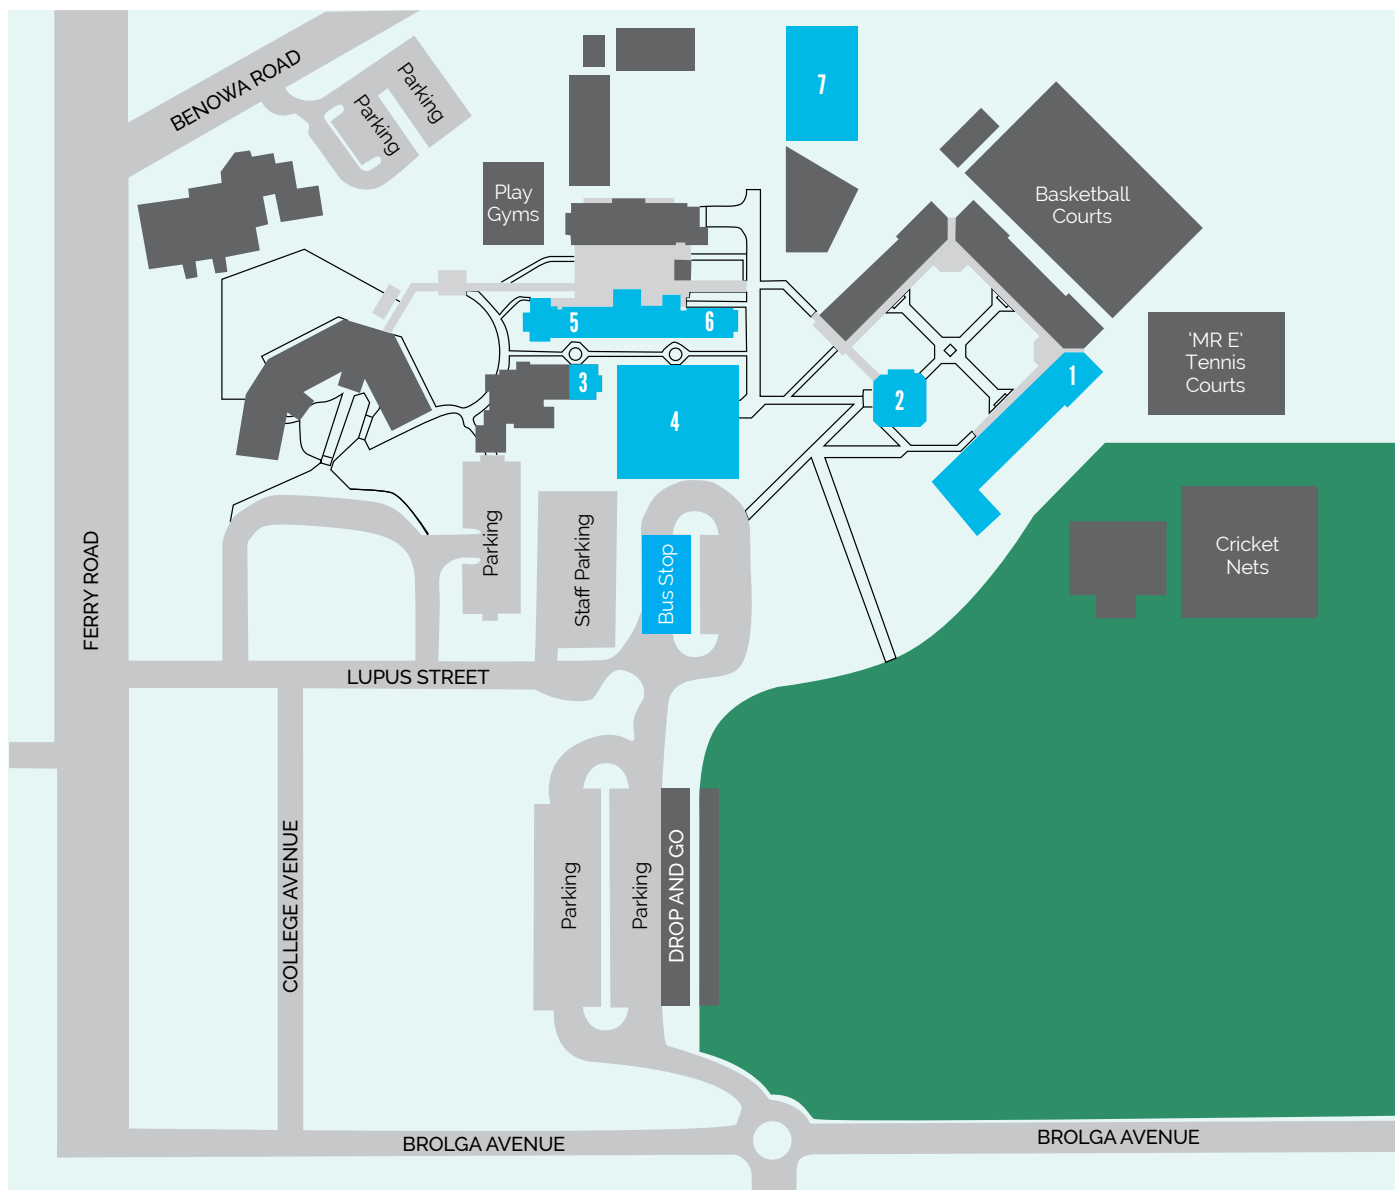 BENOWA ROAD
Parking
Parking
7
Play
Gyms
Basketball
Courts
5
6
'MR E'
Tennis
Courts
3
1
2
4
FERRY ROAD
Parking
Staff Parking
Bus Stop
Cricket
Nets
LUPUS STREET
COLLEGE AVENUE
Parking
Parking
DROP AND GO
BROLGA AVENUE
BROLGA AVENUE